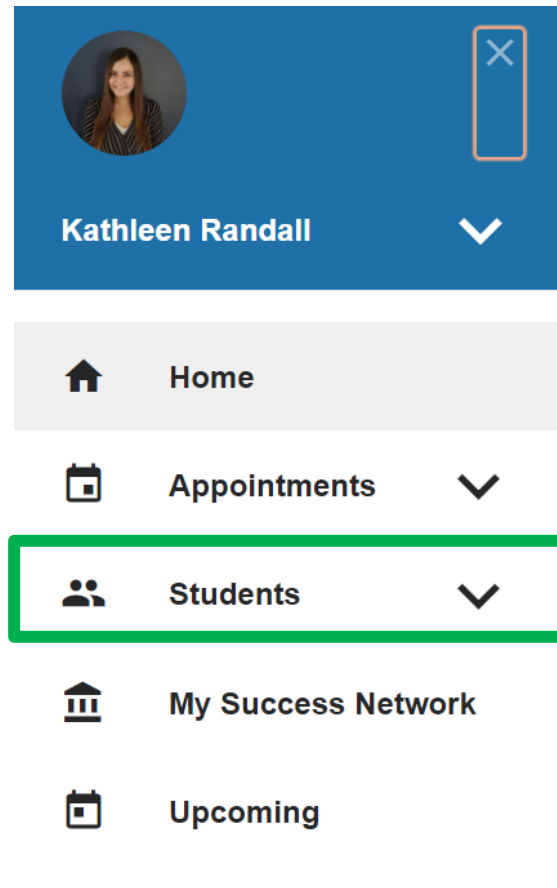 Kathleen Randall
Home
Appointments
Students
My Success Network
Upcoming